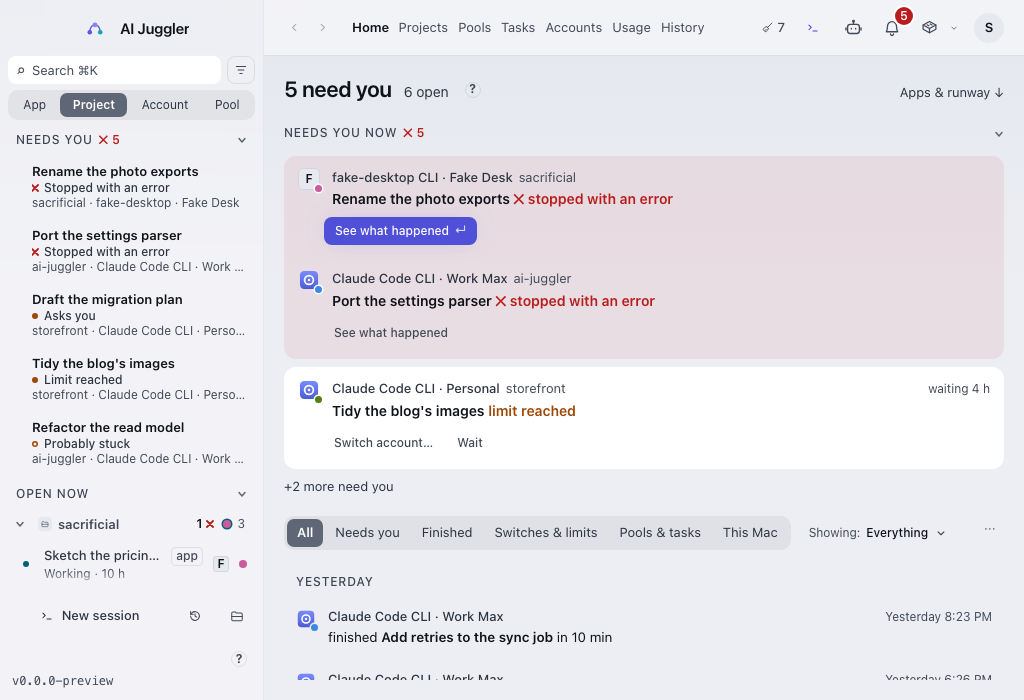 AI Juggler
Search ⌘K
App Project Account Pool
NEEDS YOU ✕ 5
Rename the photo exports
✕ Stopped with an error
sacrificial · fake-desktop · Fake Desk
Port the settings parser
✕ Stopped with an error
ai-juggler · Claude Code CLI · Work ...
Draft the migration plan
Asks you
storefront · Claude Code CLI · Perso...
Tidy the blog's images
Limit reached
storefront · Claude Code CLI · Perso...
Refactor the read model
Probably stuck
ai-juggler · Claude Code CLI · Work ...
OPEN NOW
sacrificial 1 ✕ 3
Sketch the pricin... app F
Working · 10 h
New session
?
v0.0.0-preview
Home Projects Pools Tasks Accounts Usage History 7 5 S
5 need you 6 open ? Apps & runway ↓
NEEDS YOU NOW ✕ 5
F fake-desktop CLI · Fake Desk sacrificial
Rename the photo exports ✕ stopped with an error
See what happened ↵
Claude Code CLI · Work Max ai-juggler
Port the settings parser ✕ stopped with an error
See what happened
Claude Code CLI · Personal storefront waiting 4 h
Tidy the blog's images limit reached
Switch account... Wait
+2 more need you
All Needs you Finished Switches & limits Pools & tasks This Mac Showing: Everything ...
YESTERDAY
Claude Code CLI · Work Max Yesterday 8:23 PM
finished Add retries to the sync job in 10 min
Claude Code CLI · Work Max Yesterday 6:26 PM